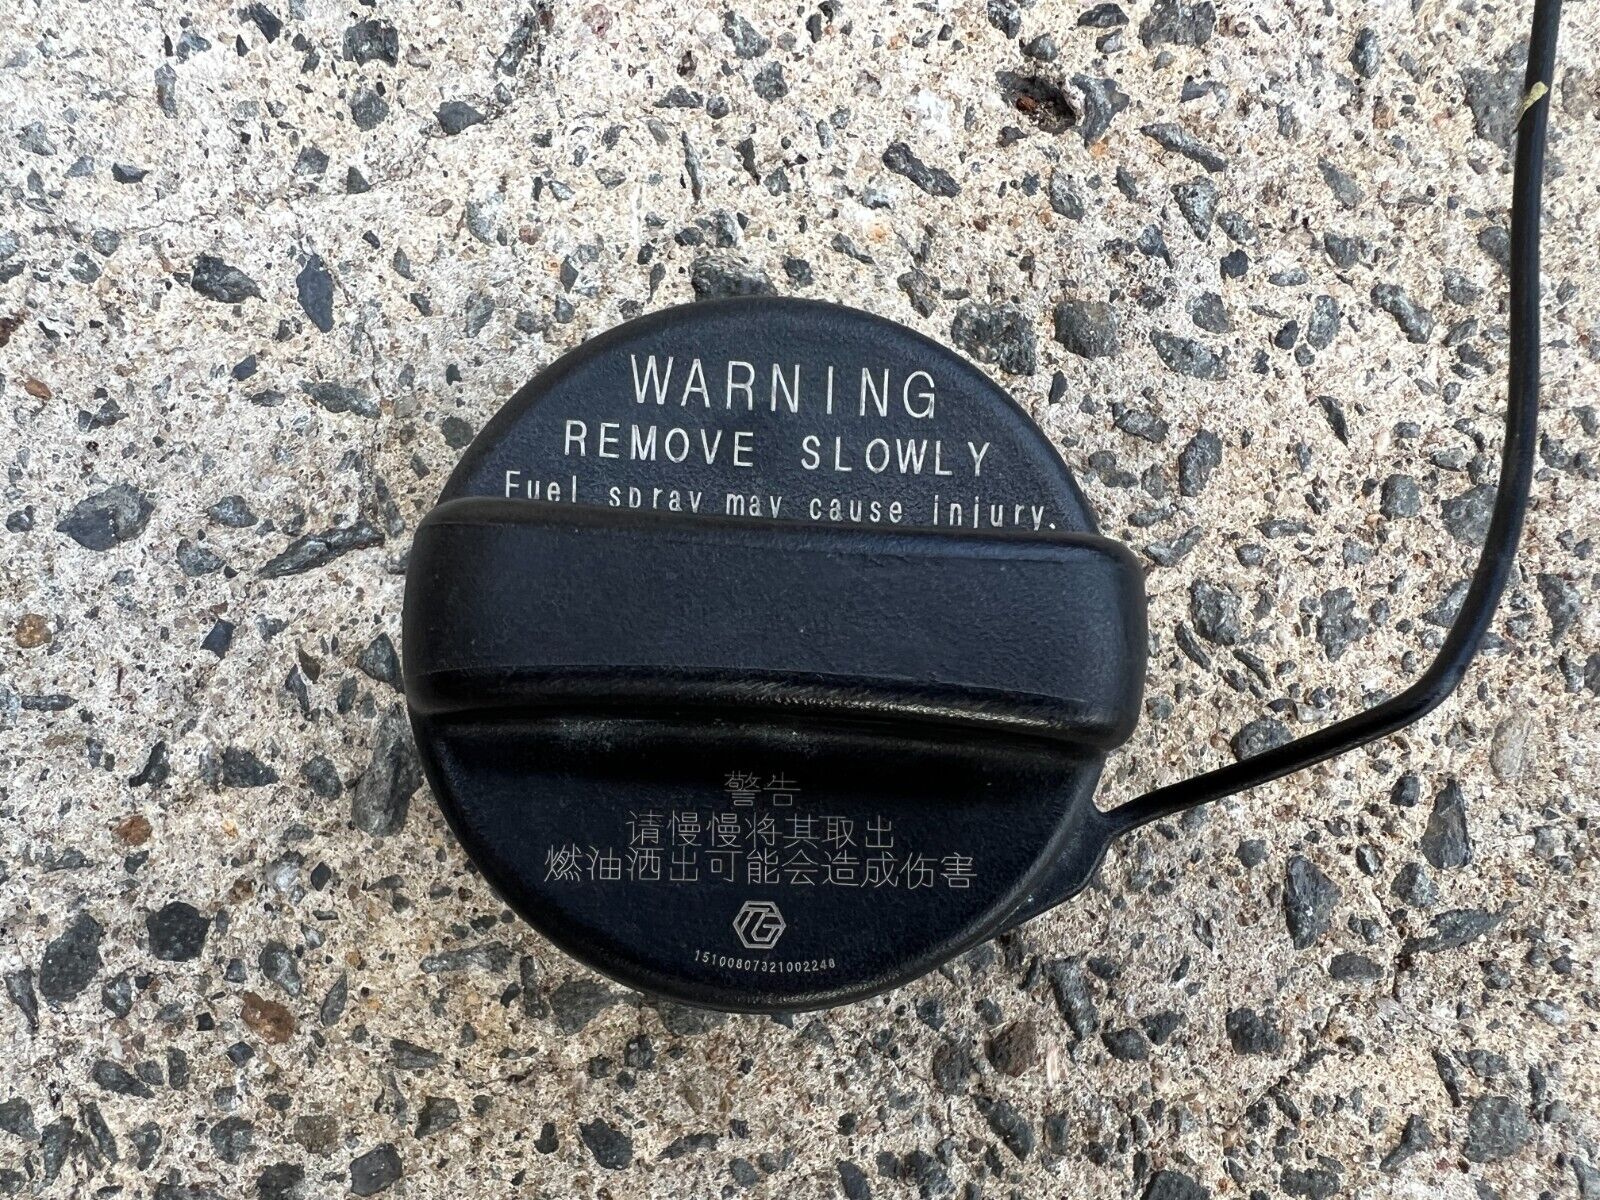 WARNING
REMOVE SLOWLY
Fuel spray may cause injury.
警告
请慢慢将其取出
燃油洒出可能会造成伤害
TG
15100807321002248